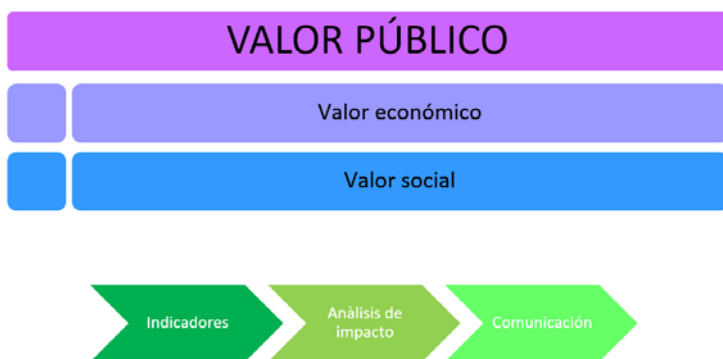 VALOR PÚBLICO
Valor económico
Valor social
Indicadores
Anàlisis de
impacto
Comunicación